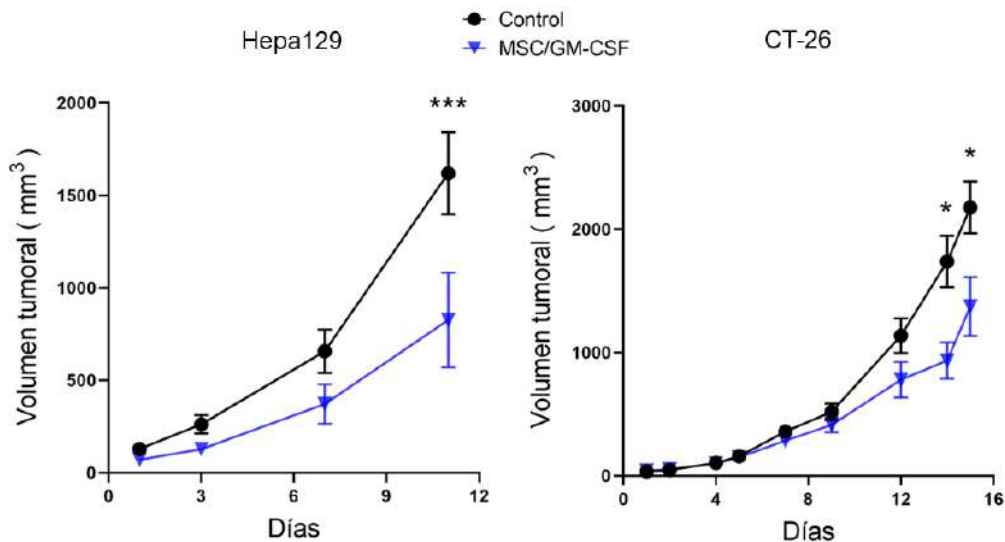 Control
MSC/GM-CSF
Hepa129
CT-26
Volumen tumoral ( mm³ )
2000
1500
1000
500
0
***
0 3 6 9 12
Días
Volumen tumoral ( mm³ )
3000
2000
1000
0
*
*
0 4 8 12 16
Días